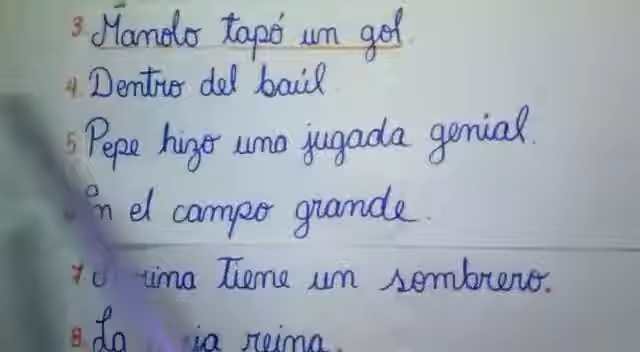 3. Manolo tapó un gol
4. Dentro del baúl
5 Pepe hizo una jugada genial.
En el campo grande.
7 tiene un sombrero.
8. La reina.